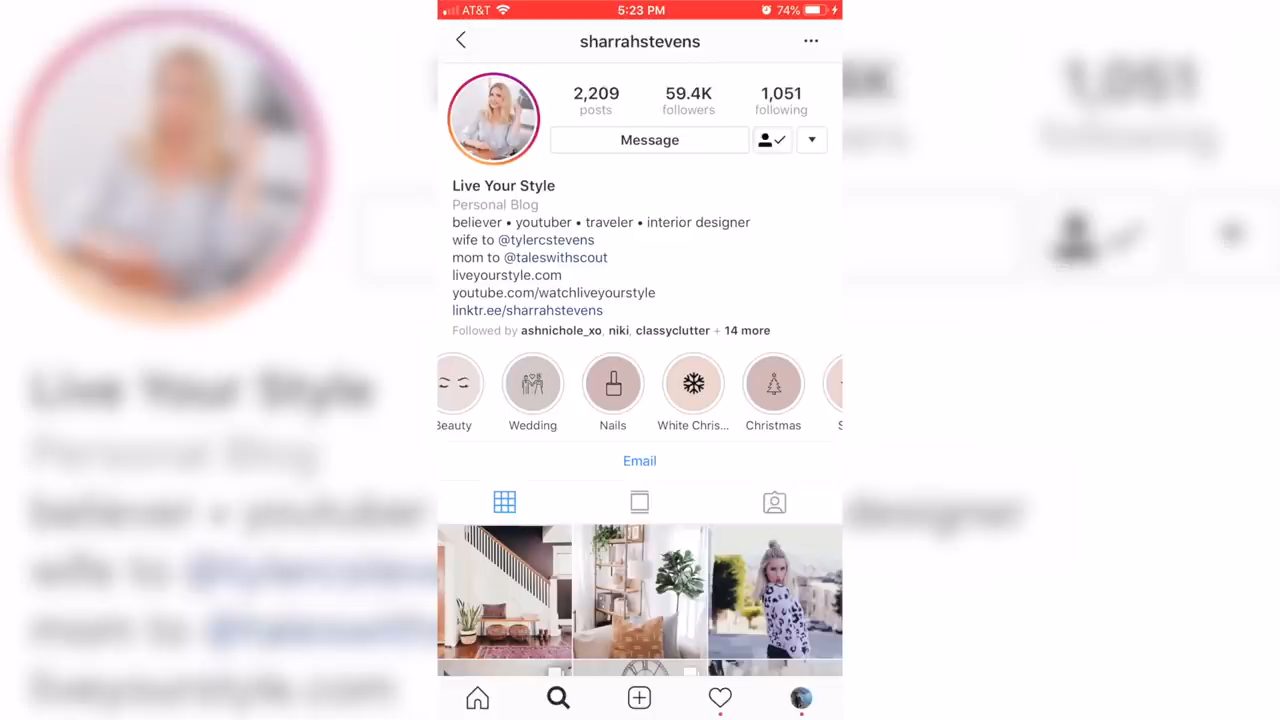 AT&T 5:23 PM 74%
sharrahstevens
2,209 59.4K 1,051
posts followers following
Message
Live Your Style
Personal Blog
believer • youtuber • traveler • interior designer
wife to @tylercstevens
mom to @taleswithscout
liveyourstyle.com
youtube.com/watchliveyourstyle
linktr.ee/sharrahstevens
Followed by ashnichole_xo, niki, classyclutter + 14 more
Beauty Wedding Nails White Chris... Christmas S
Email